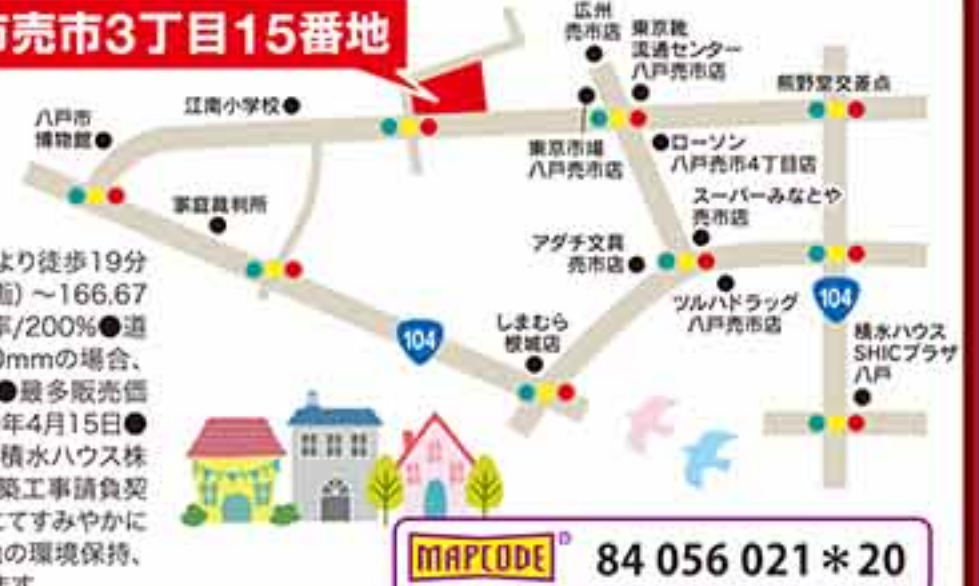 市売市3丁目15番地
広州
売市店
東京靴
流通センター
八戸売市店
熊野堂交差点
八戸市
博物館
江南小学校
東京市場
八戸売市店
ローソン
八戸売市4丁目店
スーパーみなとや
売市店
家庭裁判所
アダチ文具
売市店
ツルハドラッグ
八戸売市店
104
104
しまむら
根城店
積水ハウス
SHICプラザ
八戸
より徒歩19分
〜166.67
率/200%●道
0mmの場合、
●最多販売価
年4月15日●
積水ハウス株
築工事請負契
てすみやかに
の環境保持、
ます
MAPCODE
84 056 021*20